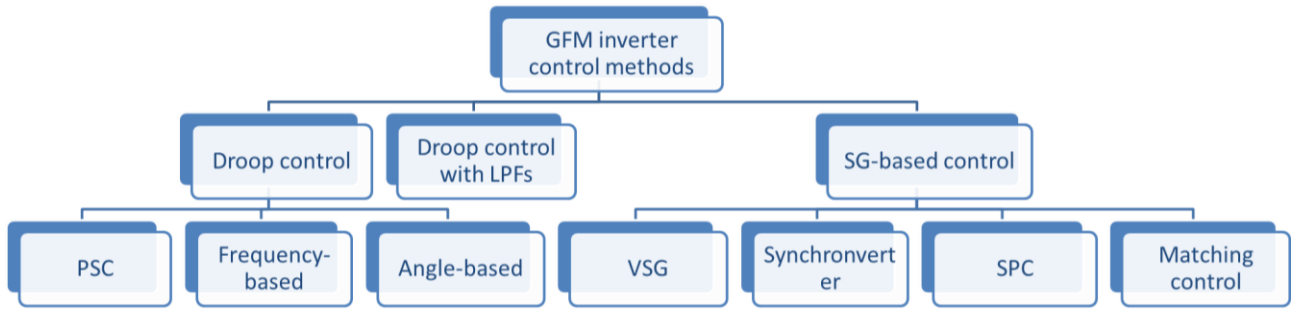 GFM inverter
control methods
Droop control
Droop control
with LPFs
SG-based control
PSC
Frequency-
based
Angle-based
VSG
Synchronvert
er
SPC
Matching
control